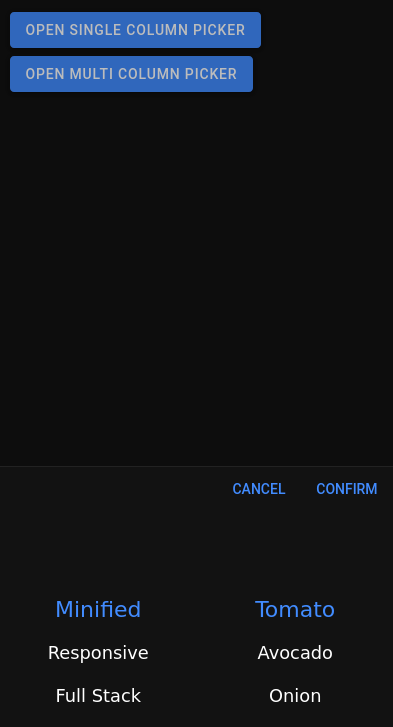 OPEN SINGLE COLUMN PICKER
OPEN MULTI COLUMN PICKER
CANCEL CONFIRM
Minified Tomato
Responsive Avocado
Full Stack Onion